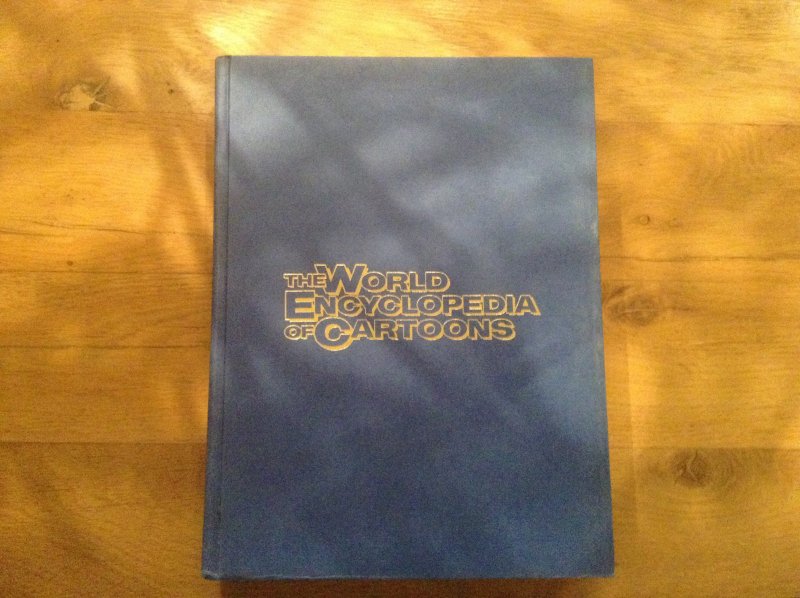 THE WORLD
ENCYCLOPEDIA
OF CARTOONS